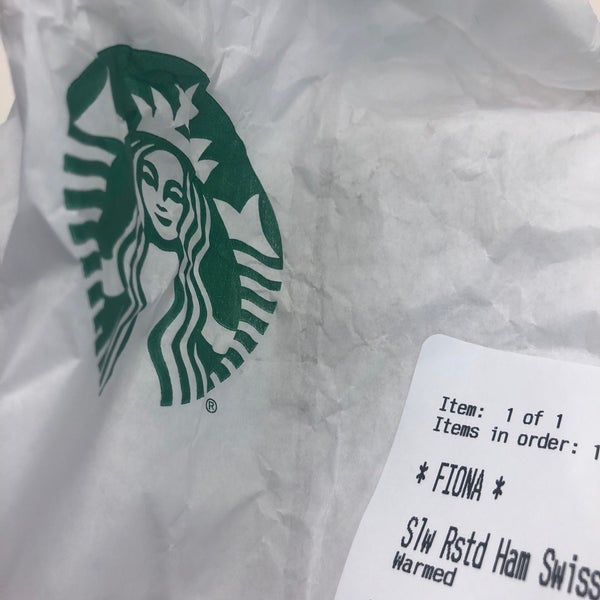 ®
Item: 1 of 1
Items in order: 1
* FIONA *
Slw Rstd Ham Swiss
Warmed